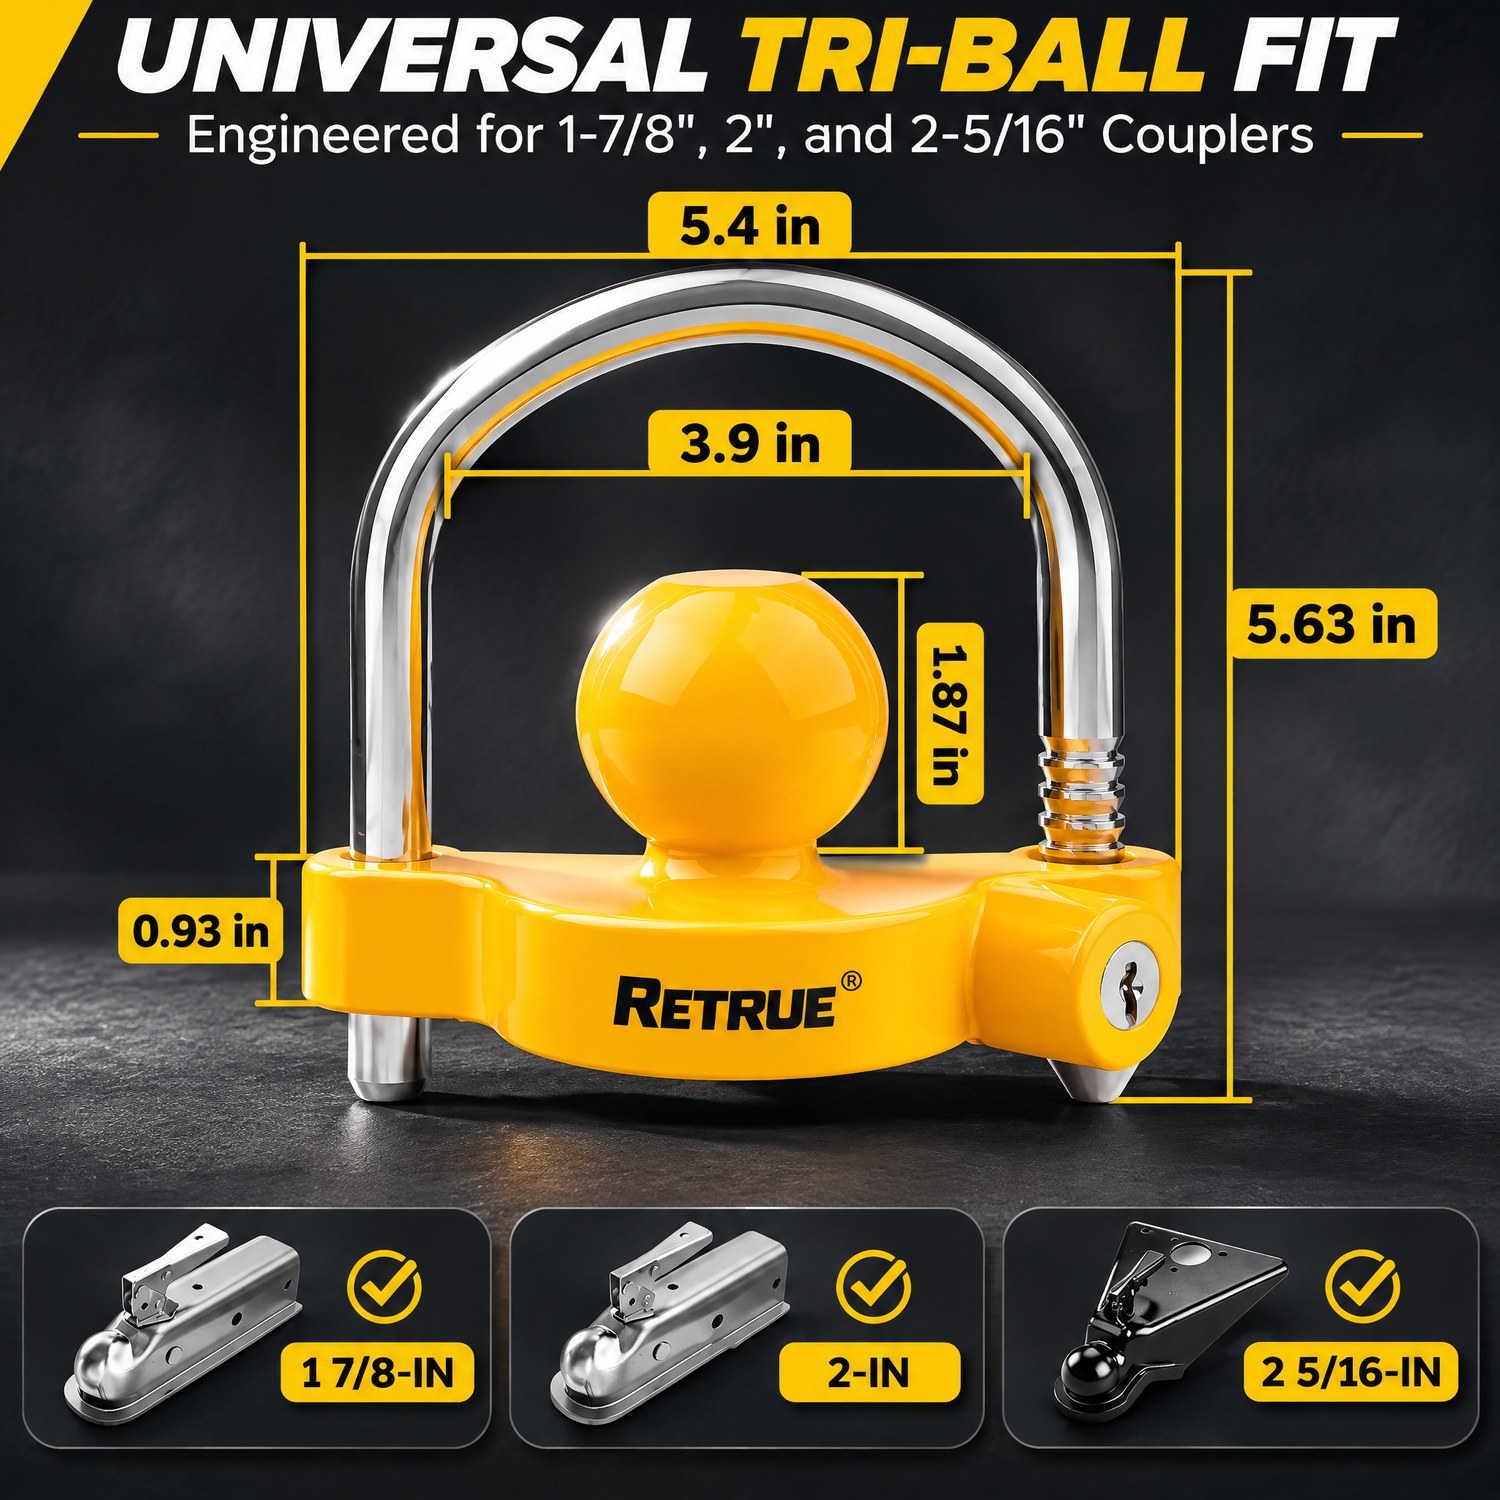 UNIVERSAL TRI-BALL FIT
Engineered for 1-7/8", 2", and 2-5/16" Couplers
5.4 in
3.9 in
1.87 in
5.63 in
0.93 in
RETRUE®
1 7/8-IN
2-IN
2 5/16-IN